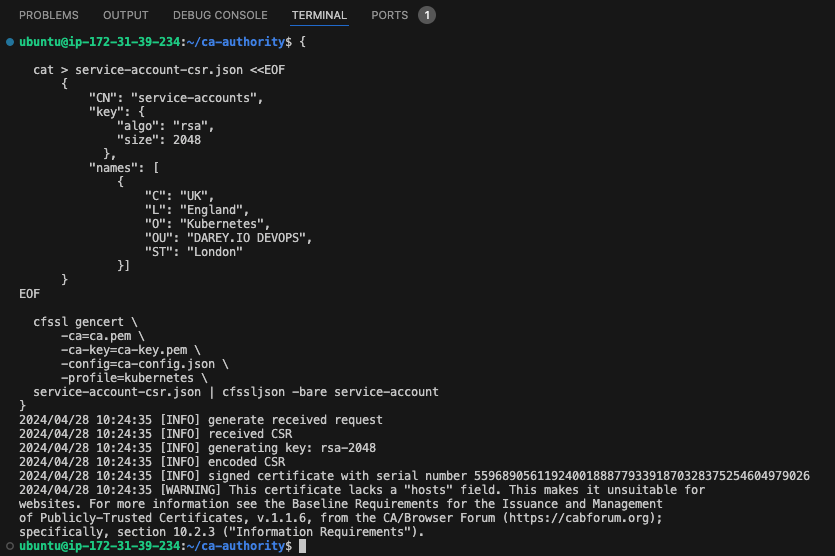 PROBLEMS OUTPUT DEBUG CONSOLE TERMINAL PORTS 1
ubuntu@ip-172-31-39-234:~/ca-authority$ {
cat > service-account-csr.json <<EOF
{
"CN": "service-accounts",
"key": {
"algo": "rsa",
"size": 2048
},
"names": [
{
"C": "UK",
"L": "England",
"O": "Kubernetes",
"OU": "DAREY.IO DEVOPS",
"ST": "London"
}]
}
EOF
cfssl gencert \
-ca=ca.pem \
-ca-key=ca-key.pem \
-config=ca-config.json \
-profile=kubernetes \
service-account-csr.json | cfssljson -bare service-account
}
2024/04/28 10:24:35 [INFO] generate received request
2024/04/28 10:24:35 [INFO] received CSR
2024/04/28 10:24:35 [INFO] generating key: rsa-2048
2024/04/28 10:24:35 [INFO] encoded CSR
2024/04/28 10:24:35 [INFO] signed certificate with serial number 559689056119240018887793391870328375254604979026
2024/04/28 10:24:35 [WARNING] This certificate lacks a "hosts" field. This makes it unsuitable for
websites. For more information see the Baseline Requirements for the Issuance and Management
of Publicly-Trusted Certificates, v.1.1.6, from the CA/Browser Forum (https://cabforum.org);
specifically, section 10.2.3 ("Information Requirements").
ubuntu@ip-172-31-39-234:~/ca-authority$